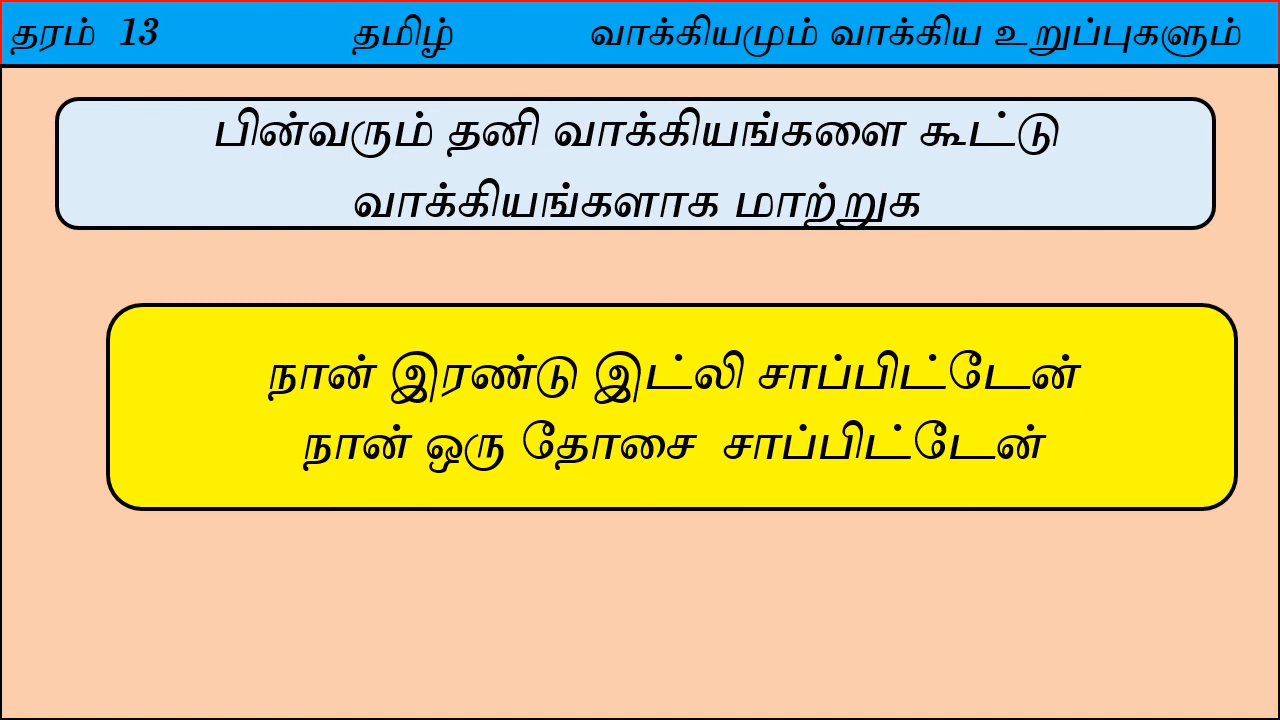 தரம் 13 தமிழ் வாக்கியமும் வாக்கிய உறுப்புகளும்
பின்வரும் தனி வாக்கியங்களை கூட்டு
வாக்கியங்களாக மாற்றுக
நான் இரண்டு இட்லி சாப்பிட்டேன்
நான் ஒரு தோசை சாப்பிட்டேன்